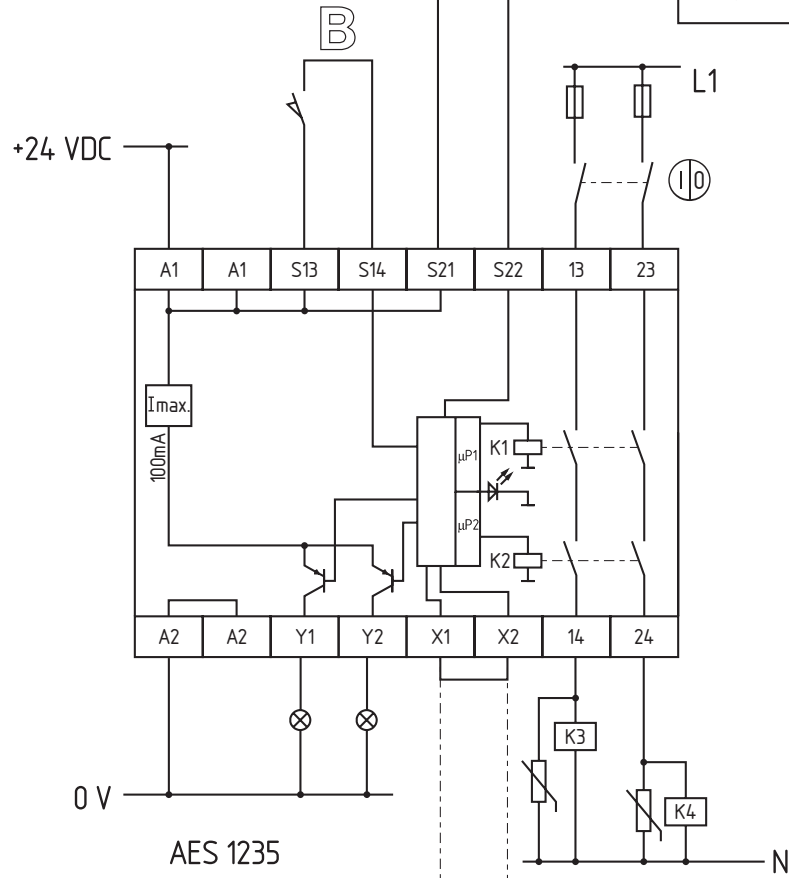 B
L1
+24 VDC
I 0
A1 A1 S13 S14 S21 S22 13 23
Imax.
100mA
µP1
K1
µP2
K2
A2 A2 Y1 Y2 X1 X2 14 24
K3
0 V
K4
AES 1235
N